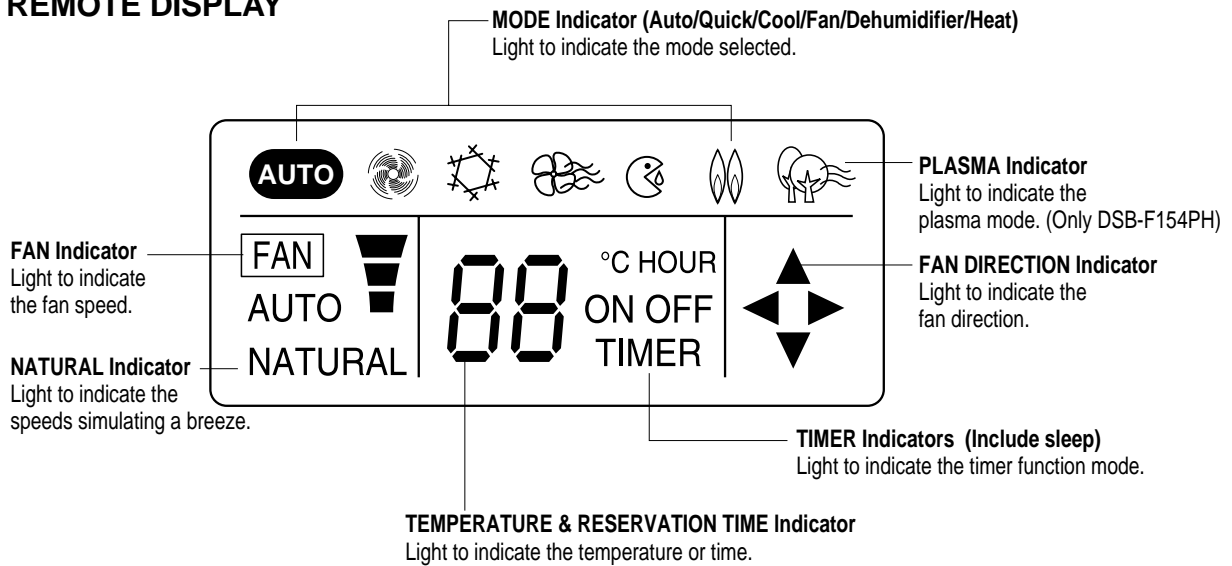 REMOTE DISPLAY
MODE Indicator (Auto/Quick/Cool/Fan/Dehumidifier/Heat)
Light to indicate the mode selected.
AUTO
PLASMA Indicator
Light to indicate the
plasma mode. (Only DSB-F154PH)
FAN Indicator
Light to indicate
the fan speed.
FAN
AUTO
NATURAL
88
°C HOUR
ON OFF
TIMER
FAN DIRECTION Indicator
Light to indicate the
fan direction.
NATURAL Indicator
Light to indicate the
speeds simulating a breeze.
TIMER Indicators (Include sleep)
Light to indicate the timer function mode.
TEMPERATURE & RESERVATION TIME Indicator
Light to indicate the temperature or time.